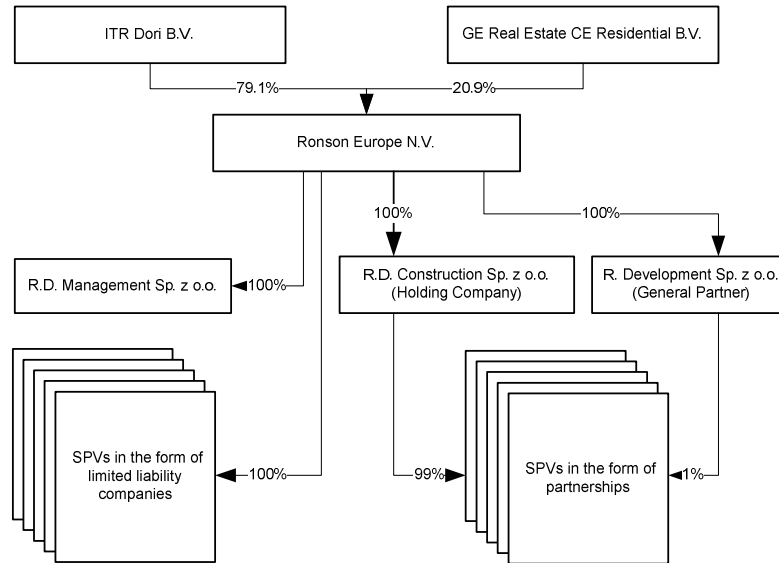 ITR Dori B.V.
GE Real Estate CE Residential B.V.
79.1%
20.9%
Ronson Europe N.V.
100%
100%
R.D. Management Sp. z o.o.
100%
R.D. Construction Sp. z o.o.
(Holding Company)
R. Development Sp. z o.o.
(General Partner)
SPVs in the form of
limited liability
companies
100%
99%
SPVs in the form of
partnerships
1%